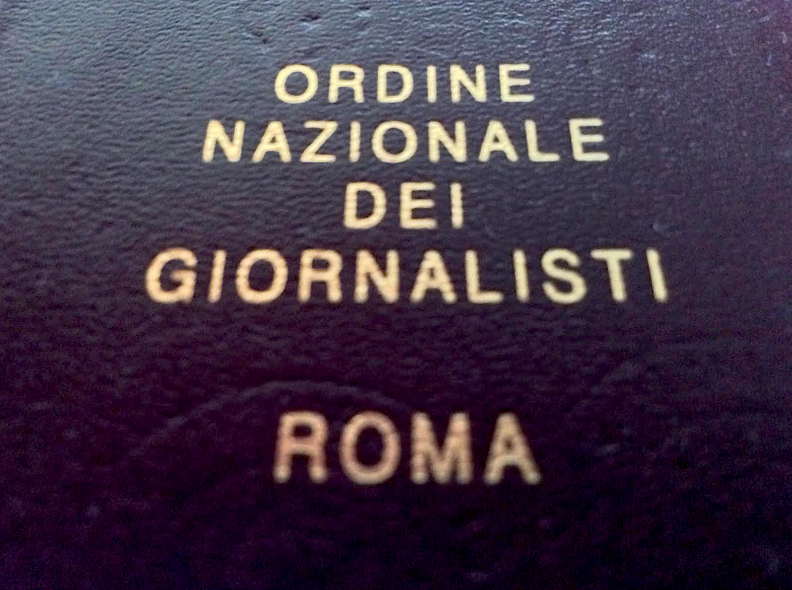 ORDINE
NAZIONALE
DEI
GIORNALISTI
ROMA